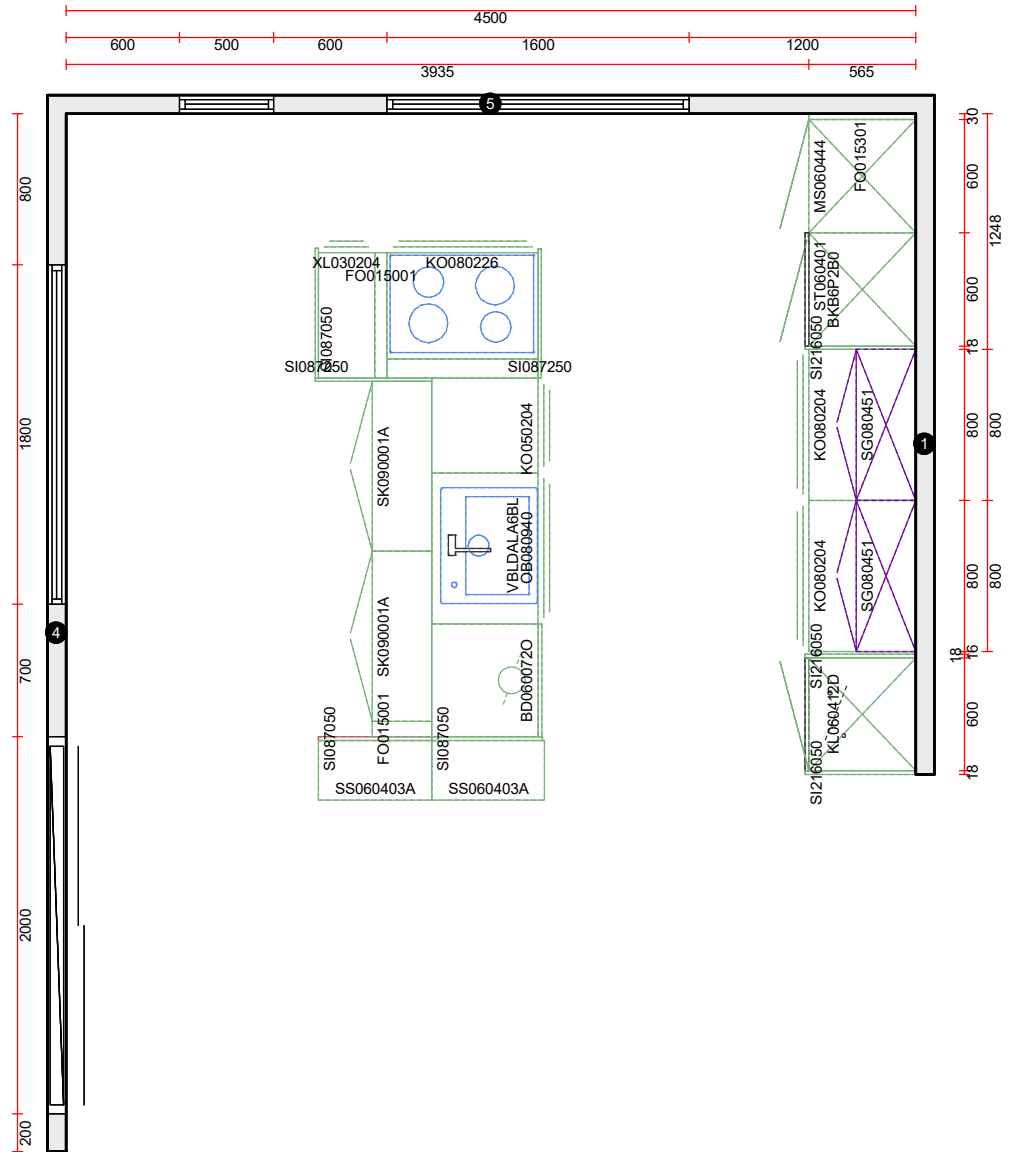 4500
600
500
600
1600
1200
3935
565
5
30
600
1248
600
18
800
800
800
800
18
16
600
18
800
1800
700
2000
200
4
1
MS060444
FO015301
ST060401
BKB6P2B0
SI216050
KO080204
SG080451
KO080204
SG080451
SI216050
KL060412D
SI216050
XL030204
FO015001
KO080226
SI087050
SI087250
SI087250
SK090001A
KO050204
VBLDALA6BL
OB080940
SK090001A
BD060072O
SI087050
FO015001
SI087050
SS060403A
SS060403A